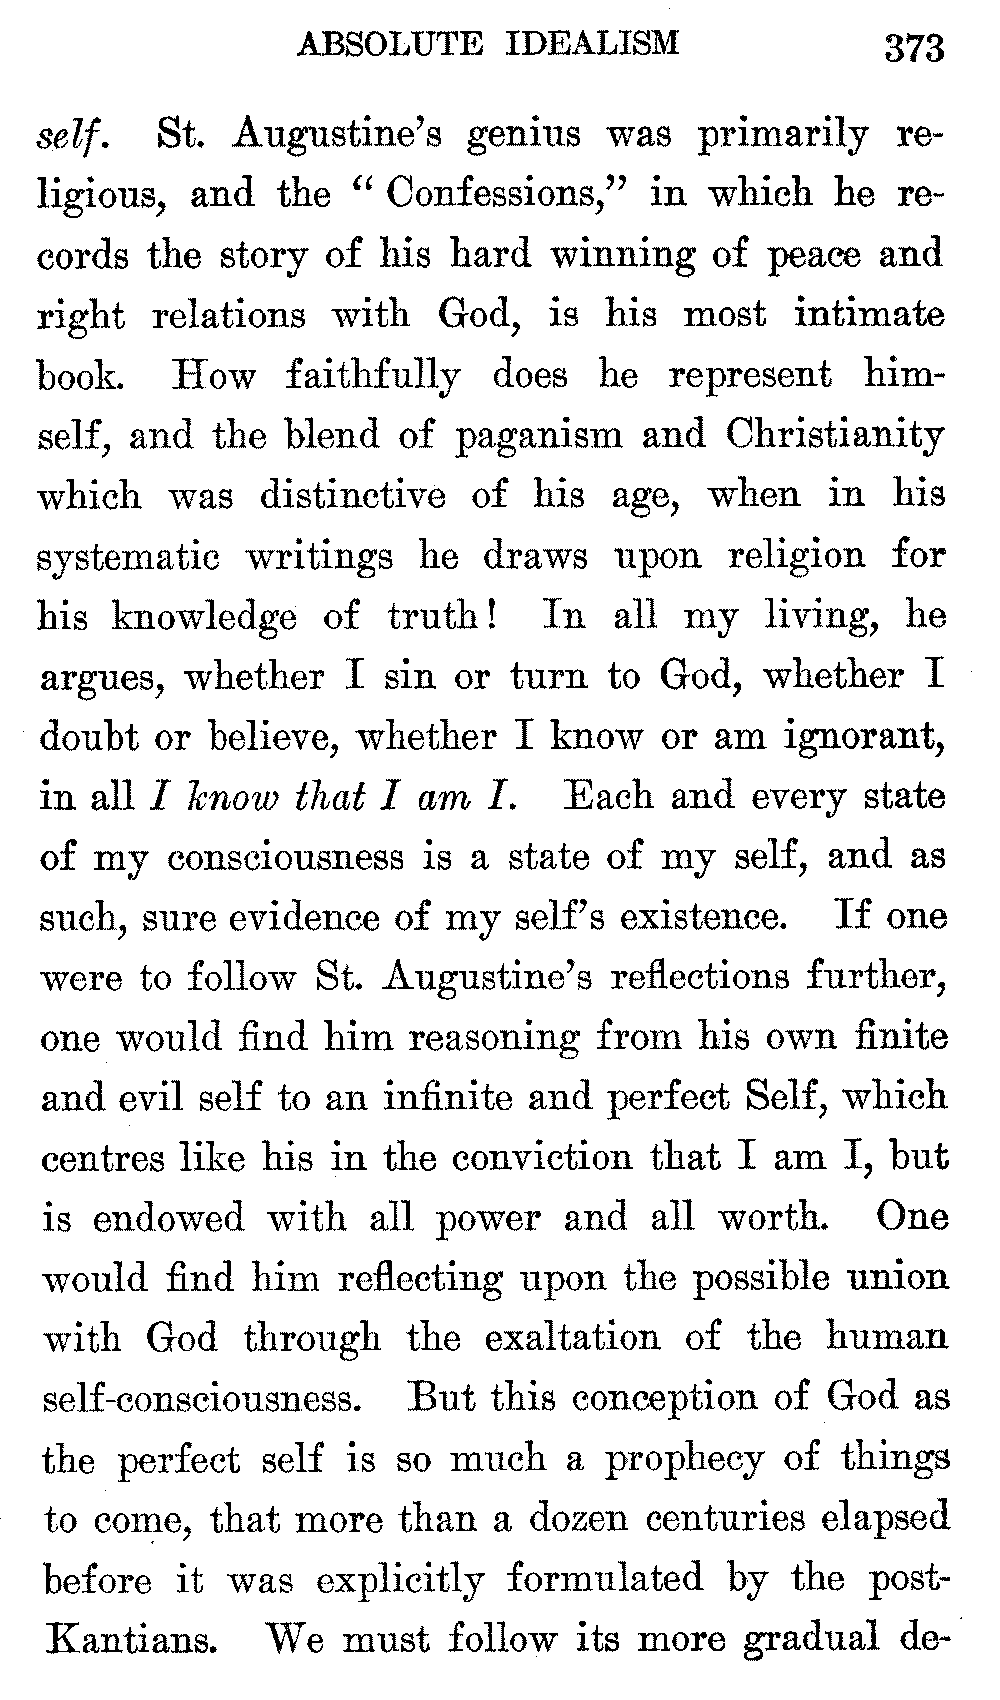 ABSOLUTE IDEALISM 373
self. St. Augustine's genius was primarily re-
ligious, and the " Confessions," in which he re-
cords the story of his hard winning of peace and
right relations with God, is his most intimate
book. How faithfully does he represent him-
self, and the blend of paganism and Christianity
which was distinctive of his age, when in his
systematic writings he draws upon religion for
his knowledge of truth! In all my living, he
argues, whether I sin or turn to God, whether I
doubt or believe, whether I know or am ignorant,
in all I know that I am I. Each and every state
of my consciousness is a state of my self, and as
such, sure evidence of my self's existence. If one
were to follow St. Augustine's reflections further,
one would find him reasoning from his own finite
and evil self to an infinite and perfect Self, which
centres like his in the conviction that I am I, but
is endowed with all power and all worth. One
would find him reflecting upon the possible union
with God through the exaltation of the human
self-consciousness. But this conception of God as
the perfect self is so much a prophecy of things
to come, that more than a dozen centuries elapsed
before it was explicitly formulated by the post-
Kantians. We must follow its more gradual de-